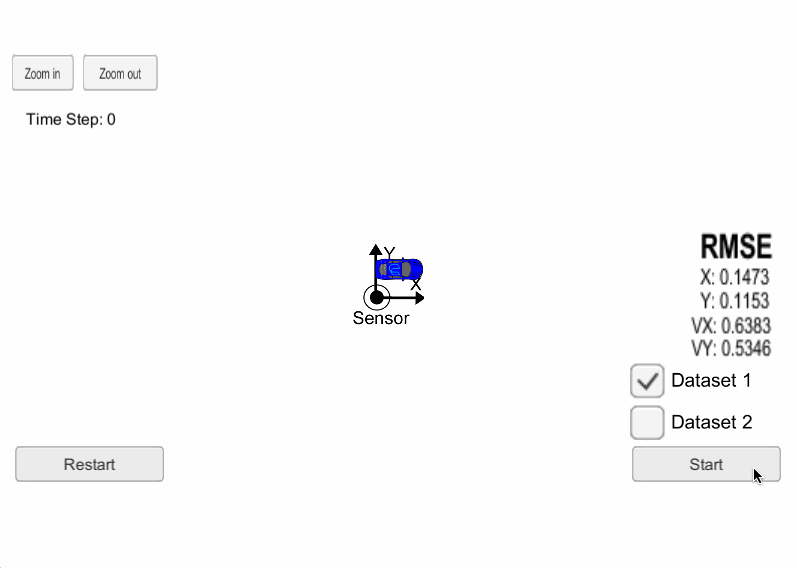 Zoom in
Zoom out
Time Step: 0
Y
X
Sensor
RMSE
X: 0.1473
Y: 0.1153
VX: 0.6383
VY: 0.5346
Dataset 1
Dataset 2
Restart
Start